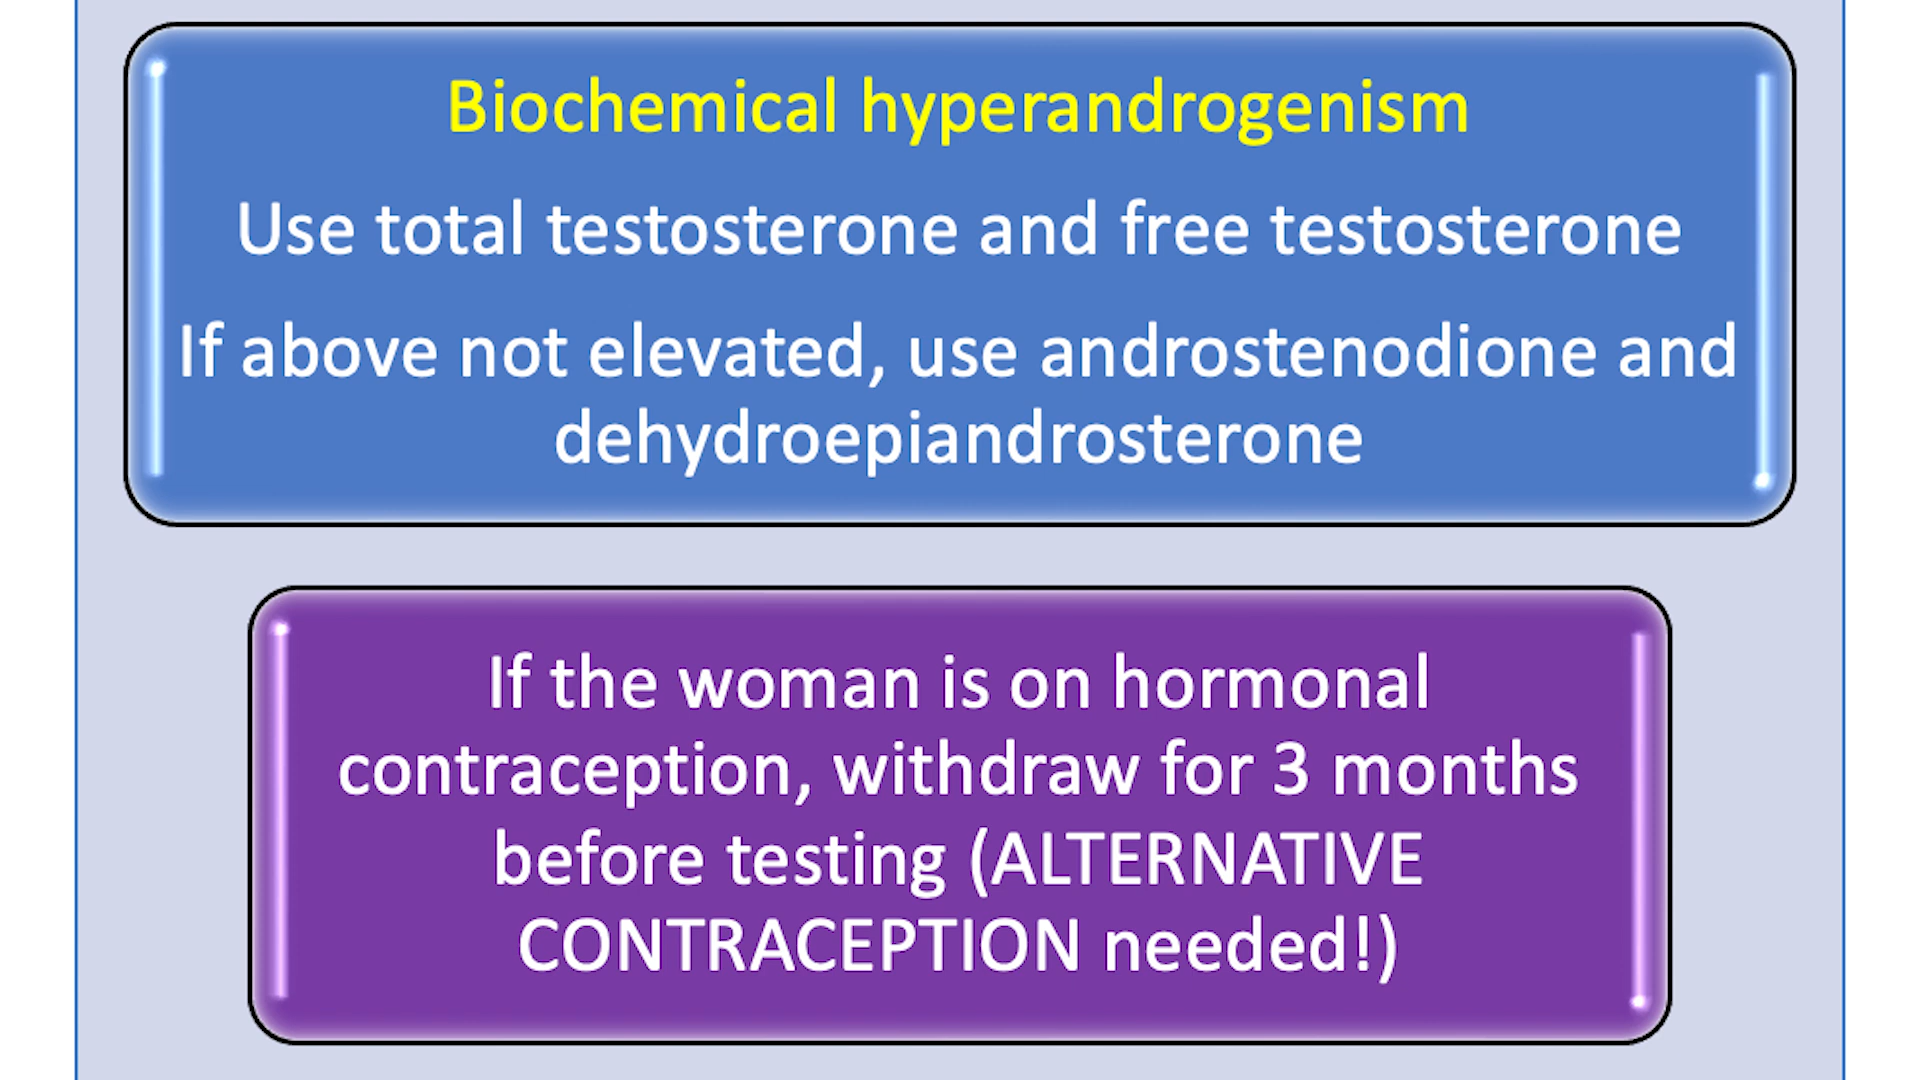 Biochemical hyperandrogenism
Use total testosterone and free testosterone
If above not elevated, use androstenodione and
dehydroepiandrosterone
If the woman is on hormonal
contraception, withdraw for 3 months
before testing (ALTERNATIVE
CONTRACEPTION needed!)